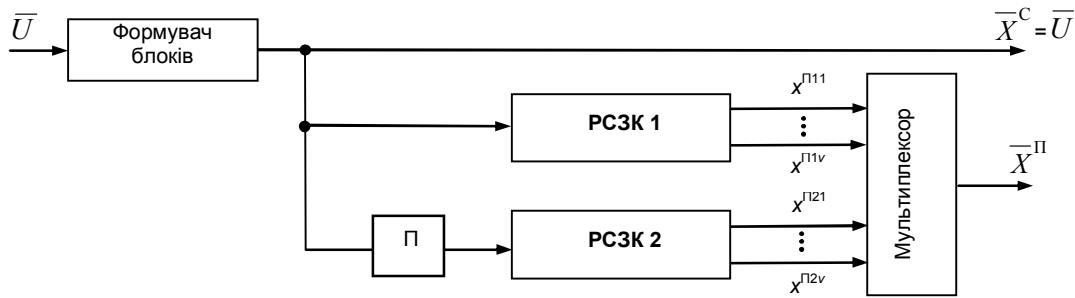 U̅
Формувач
блоків
X̅ᶜ = U̅
РСЗК 1
x^П11
x^П1v
П
РСЗК 2
x^П21
x^П2v
Мультиплексор
X̅^П